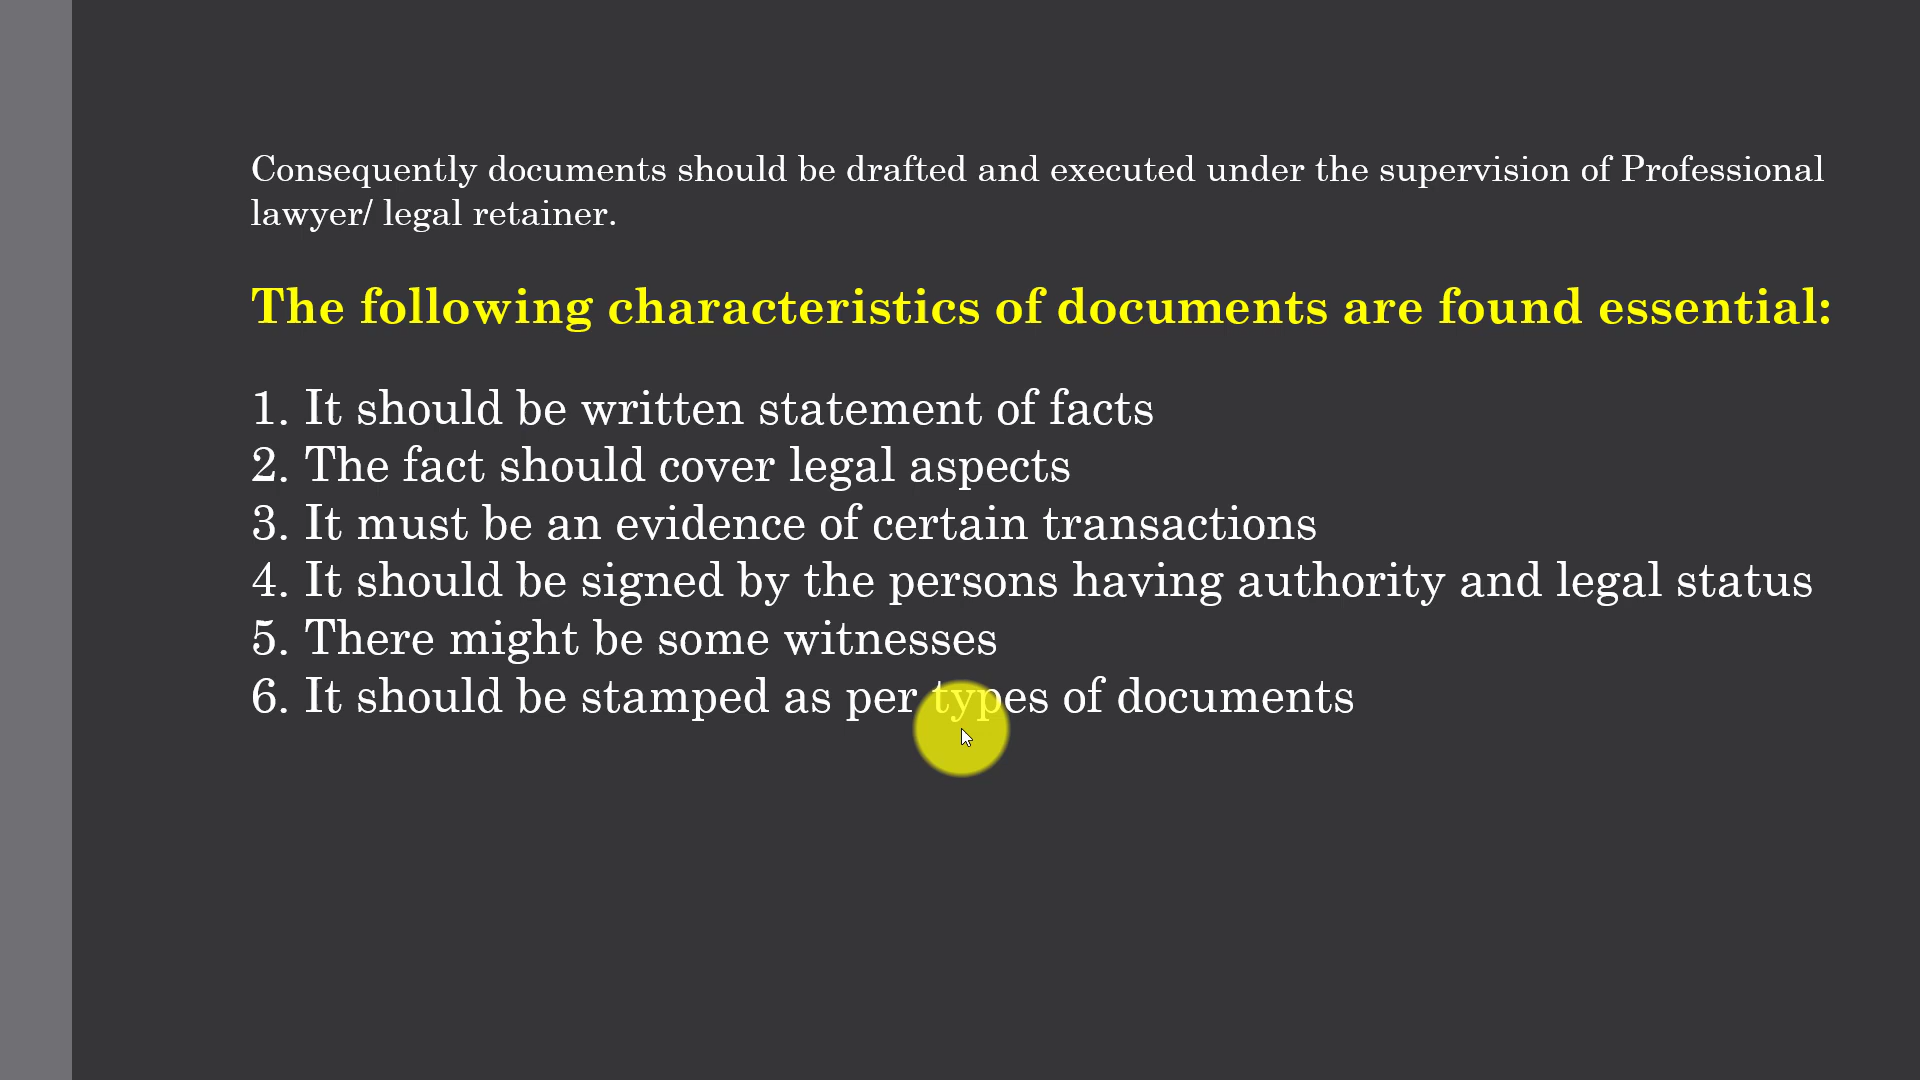 Consequently documents should be drafted and executed under the supervision of Professional
lawyer/ legal retainer.
The following characteristics of documents are found essential:
1. It should be written statement of facts
2. The fact should cover legal aspects
3. It must be an evidence of certain transactions
4. It should be signed by the persons having authority and legal status
5. There might be some witnesses
6. It should be stamped as per types of documents